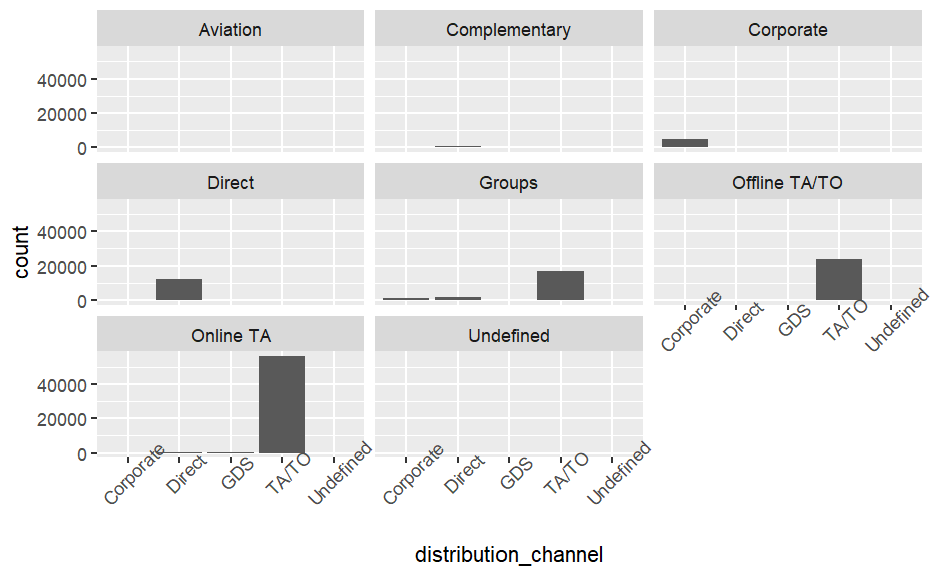 Aviation Complementary Corporate
40000
20000
0
Direct Groups Offline TA/TO
40000
20000
0
Corporate Direct GDS TA/TO Undefined
Online TA Undefined
40000
20000
0
Corporate Direct GDS TA/TO Undefined Corporate Direct GDS TA/TO Undefined
count
distribution_channel